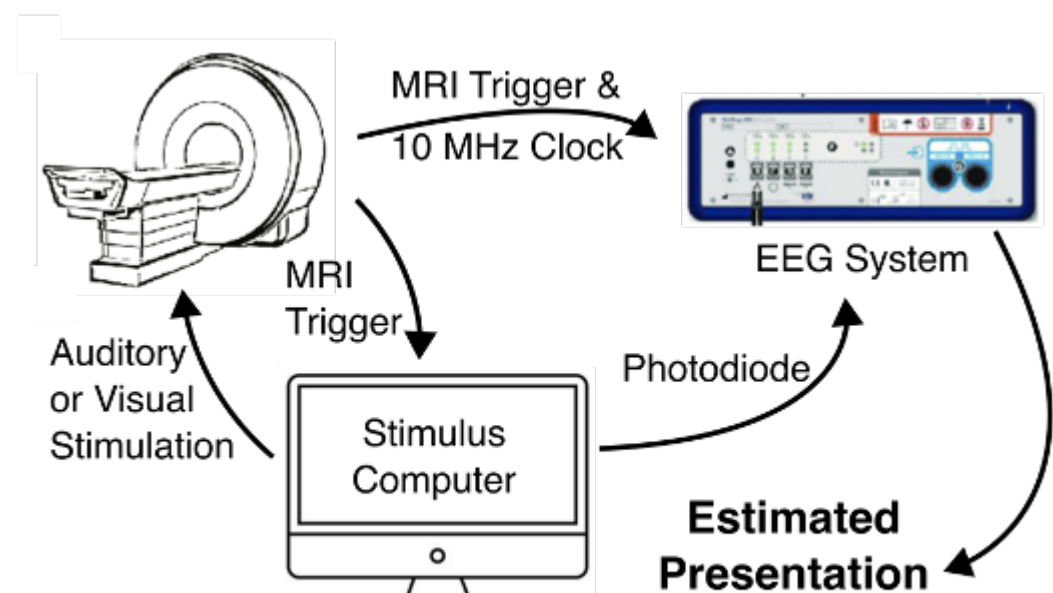 MRI Trigger &
10 MHz Clock
EEG System
MRI
Trigger
Auditory
or Visual
Stimulation
Photodiode
Stimulus
Computer
Estimated
Presentation